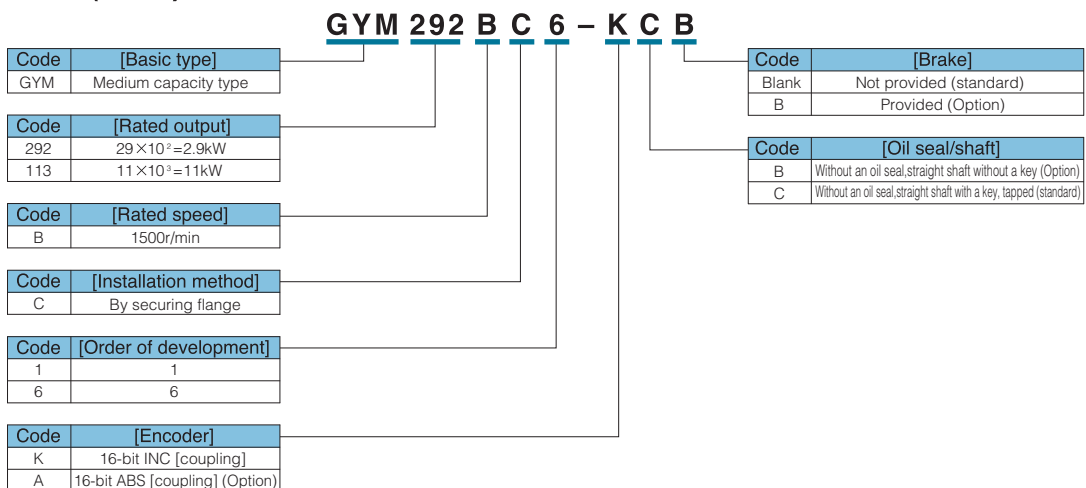 GYM 292 B C 6 – K C B
Code [Basic type]
GYM Medium capacity type
Code [Rated output]
292 29×10²=2.9kW
113 11×10³=11kW
Code [Rated speed]
B 1500r/min
Code [Installation method]
C By securing flange
Code [Order of development]
1 1
6 6
Code [Encoder]
K 16-bit INC [coupling]
A 16-bit ABS [coupling] (Option)
Code [Brake]
Blank Not provided (standard)
B Provided (Option)
Code [Oil seal/shaft]
B Without an oil seal,straight shaft without a key (Option)
C Without an oil seal,straight shaft with a key, tapped (standard)